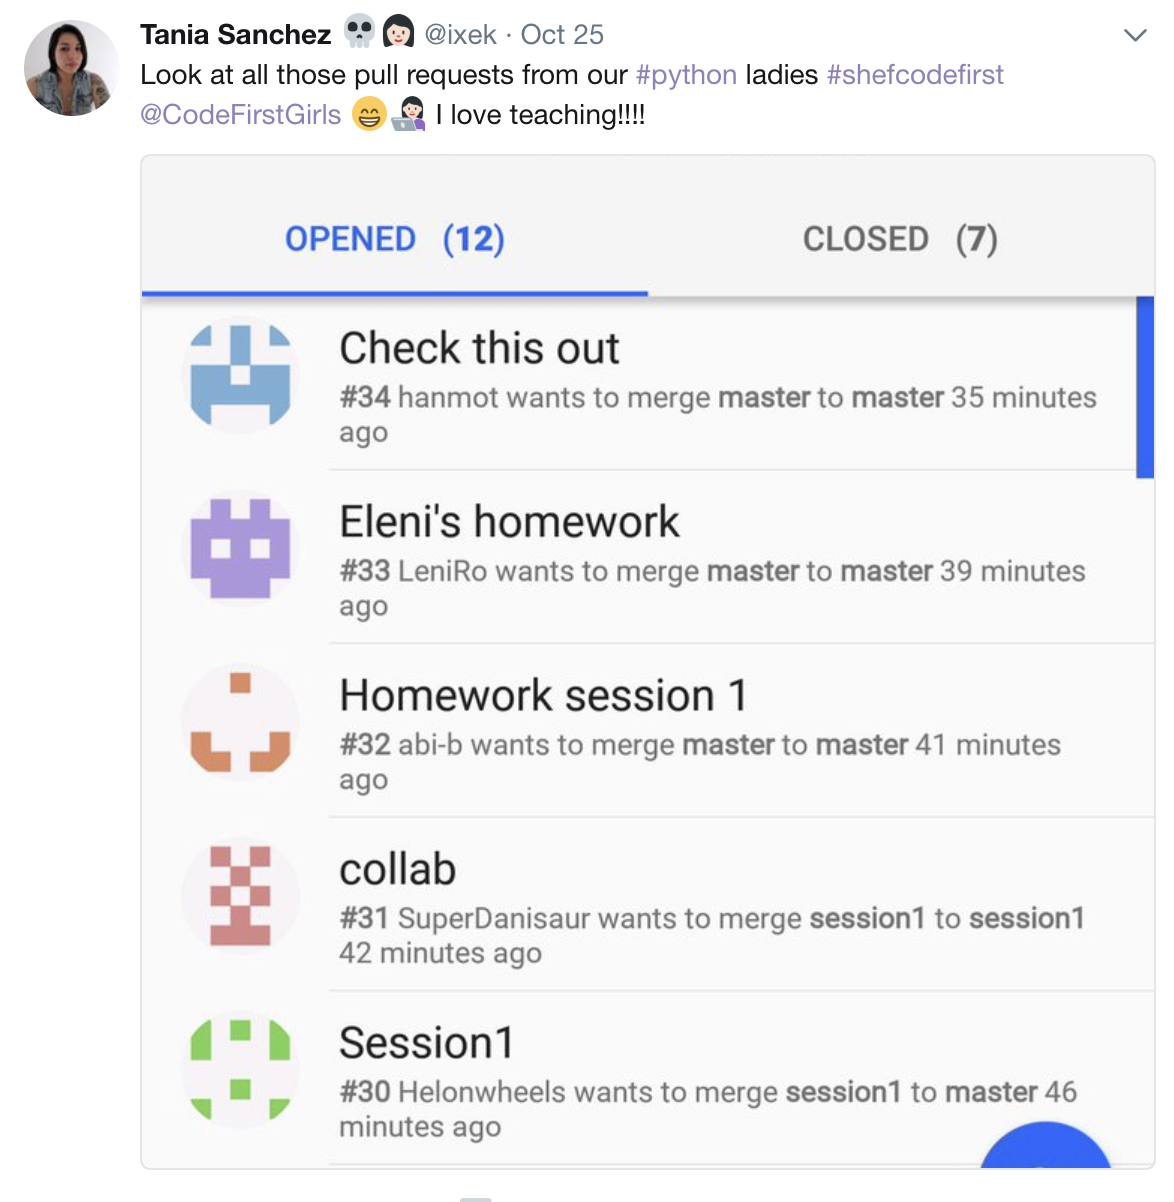 Tania Sanchez 💀👩🏻 @ixek · Oct 25
Look at all those pull requests from our #python ladies #shefcodefirst
@CodeFirstGirls 😁👩🏻‍💻 I love teaching!!!!
OPENED (12) CLOSED (7)
Check this out
#34 hanmot wants to merge master to master 35 minutes
ago
Eleni's homework
#33 LeniRo wants to merge master to master 39 minutes
ago
Homework session 1
#32 abi-b wants to merge master to master 41 minutes
ago
collab
#31 SuperDanisaur wants to merge session1 to session1
42 minutes ago
Session1
#30 Helonwheels wants to merge session1 to master 46
minutes ago